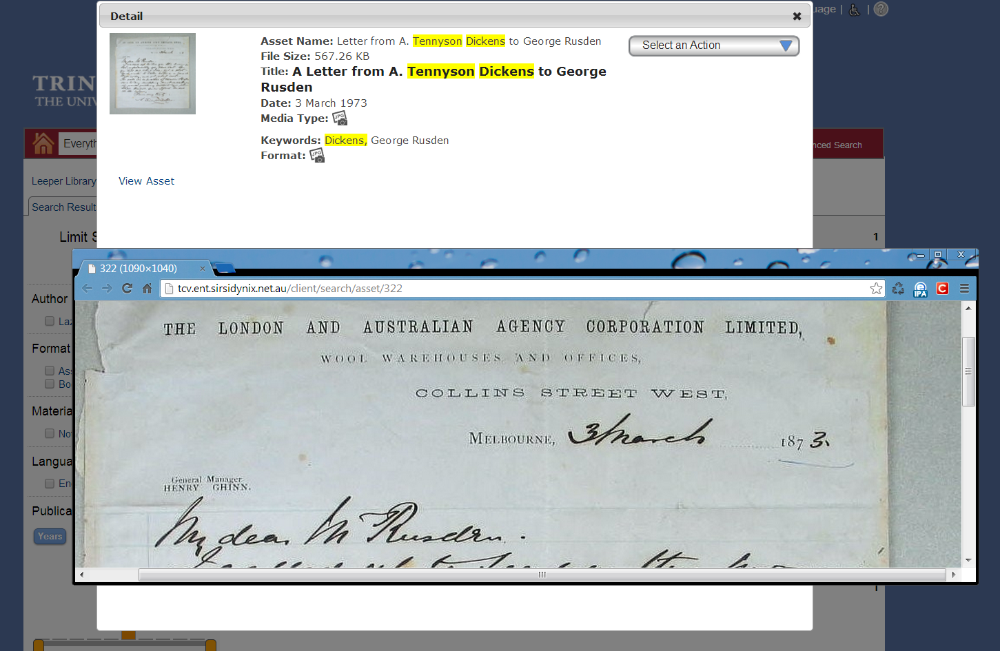 Detail
uage | | ?
Asset Name: Letter from A. Tennyson Dickens to George Rusden
File Size: 567.26 KB
Title: A Letter from A. Tennyson Dickens to George
Rusden
Date: 3 March 1973
Media Type: JPG
Keywords: Dickens, George Rusden
Format: JPG
View Asset
Select an Action
TRIN
THE UNIV
Everyth
nced Search
Leeper Library
Search Result
Limit S
1
Author
Laz
Format
Ass
Bo
Materia
No
Langua
En
Publica
Years
1
322 (1090×1040)
tcv.ent.sirsidynix.net.au/client/search/asset/322
THE LONDON AND AUSTRALIAN AGENCY CORPORATION LIMITED,
WOOL WAREHOUSES AND OFFICES,
COLLINS STREET WEST,
MELBOURNE, 3 March 1873.
General Manager
HENRY GHINN.
My dear Mr Rusden.